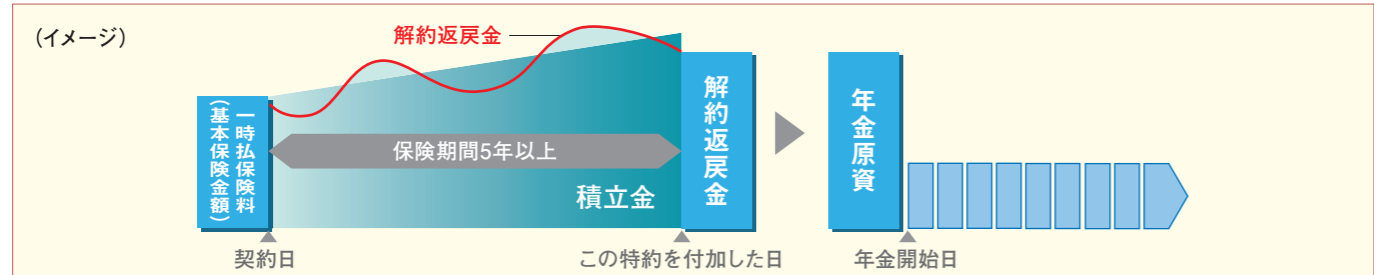 （イメージ）
解約返戻金
一時払保険料
（基本保険金額）
保険期間5年以上
積立金
解約返戻金
年金原資
契約日
この特約を付加した日
年金開始日